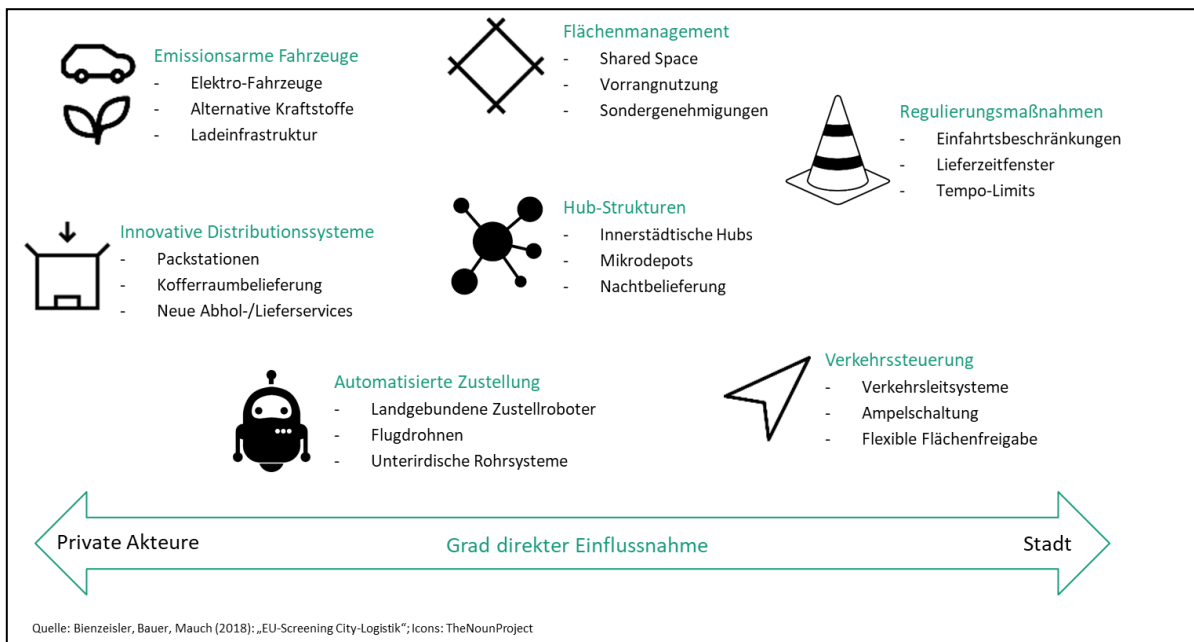 Emissionsarme Fahrzeuge
- Elektro-Fahrzeuge
- Alternative Kraftstoffe
- Ladeinfrastruktur
Flächenmanagement
- Shared Space
- Vorrangnutzung
- Sondergenehmigungen
Regulierungsmaßnahmen
- Einfahrtsbeschränkungen
- Lieferzeitfenster
- Tempo-Limits
Innovative Distributionssysteme
- Packstationen
- Kofferraumbelieferung
- Neue Abhol-/Lieferservices
Hub-Strukturen
- Innerstädtische Hubs
- Mikrodepots
- Nachtbelieferung
Automatisierte Zustellung
- Landgebundene Zustellroboter
- Flugdrohnen
- Unterirdische Rohrsysteme
Verkehrssteuerung
- Verkehrsleitsysteme
- Ampelschaltung
- Flexible Flächenfreigabe
Private Akteure
Grad direkter Einflussnahme
Stadt
Quelle: Bienzeisler, Bauer, Mauch (2018): „EU-Screening City-Logistik“; Icons: TheNounProject